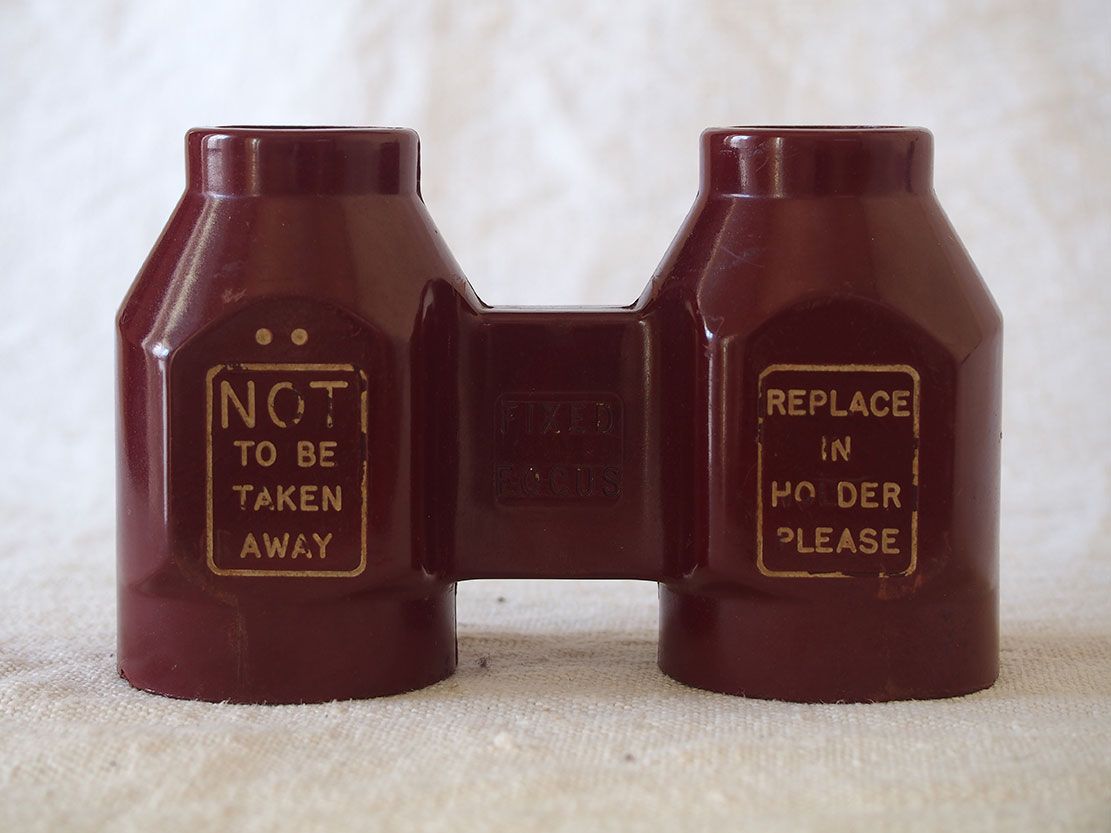 NOT
TO BE
TAKEN
AWAY
FIXED
FOCUS
REPLACE
IN
HOLDER
PLEASE